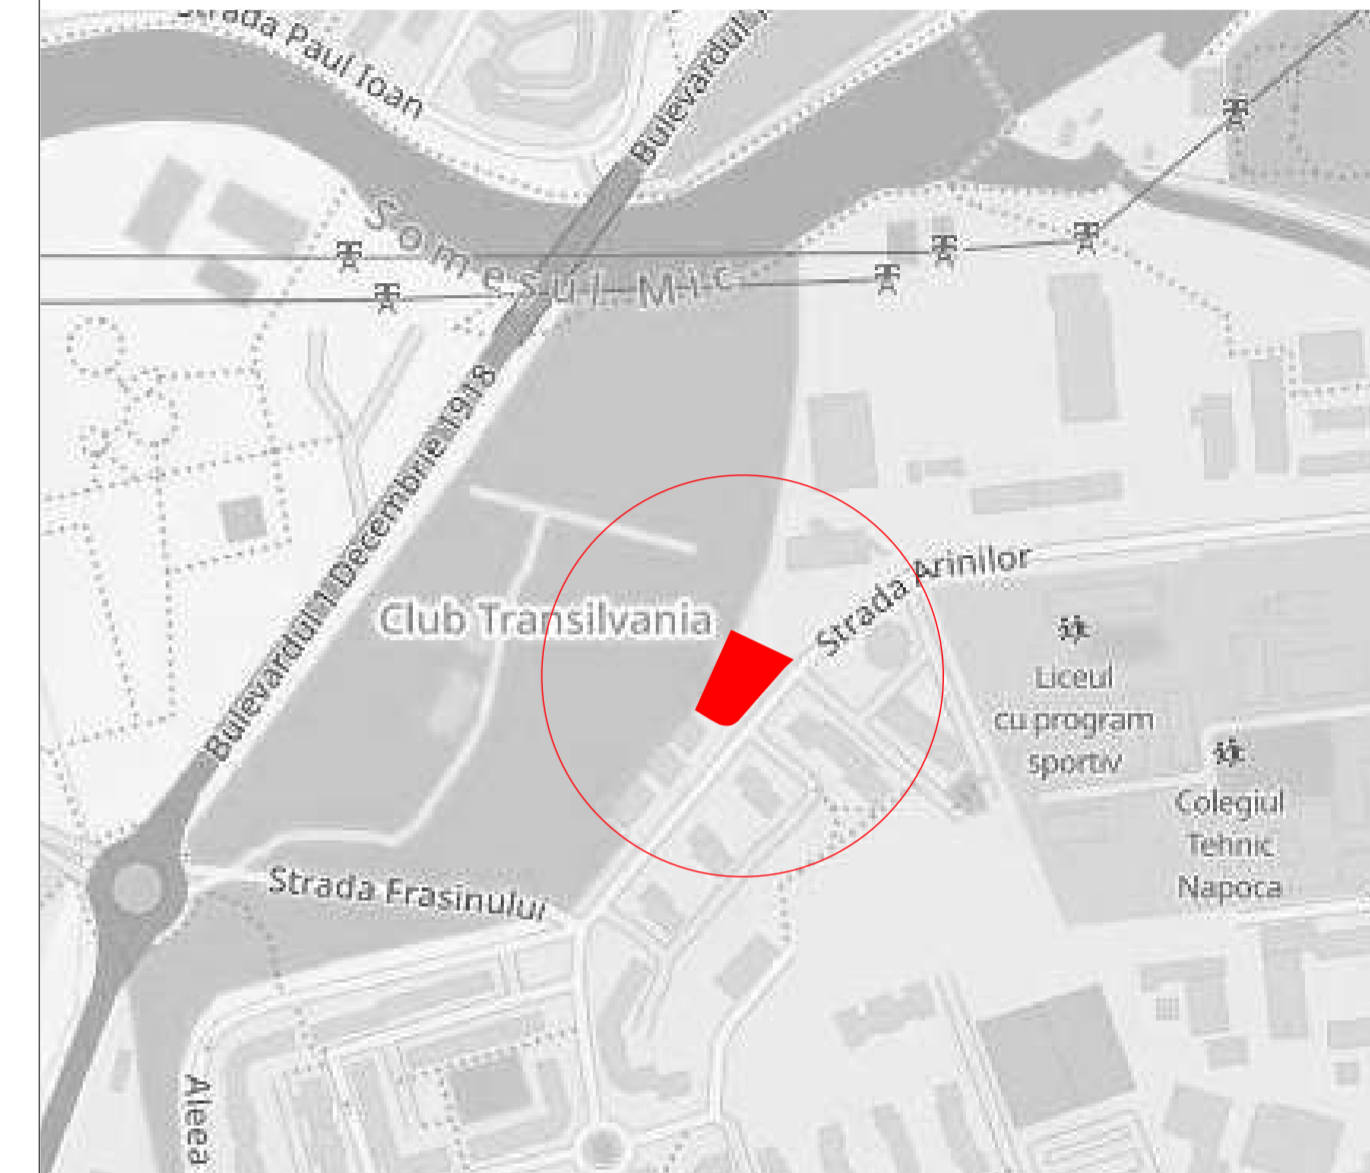 Strada Paul Ioan
Bulevardul 1
Someșul Mic
Bulevardul 1 Decembrie 1918
Strada Arinilor
Club Transilvania
Liceul
cu program
sportiv
Colegiul
Tehnic
Napoca
Strada Frasinului
Aleea